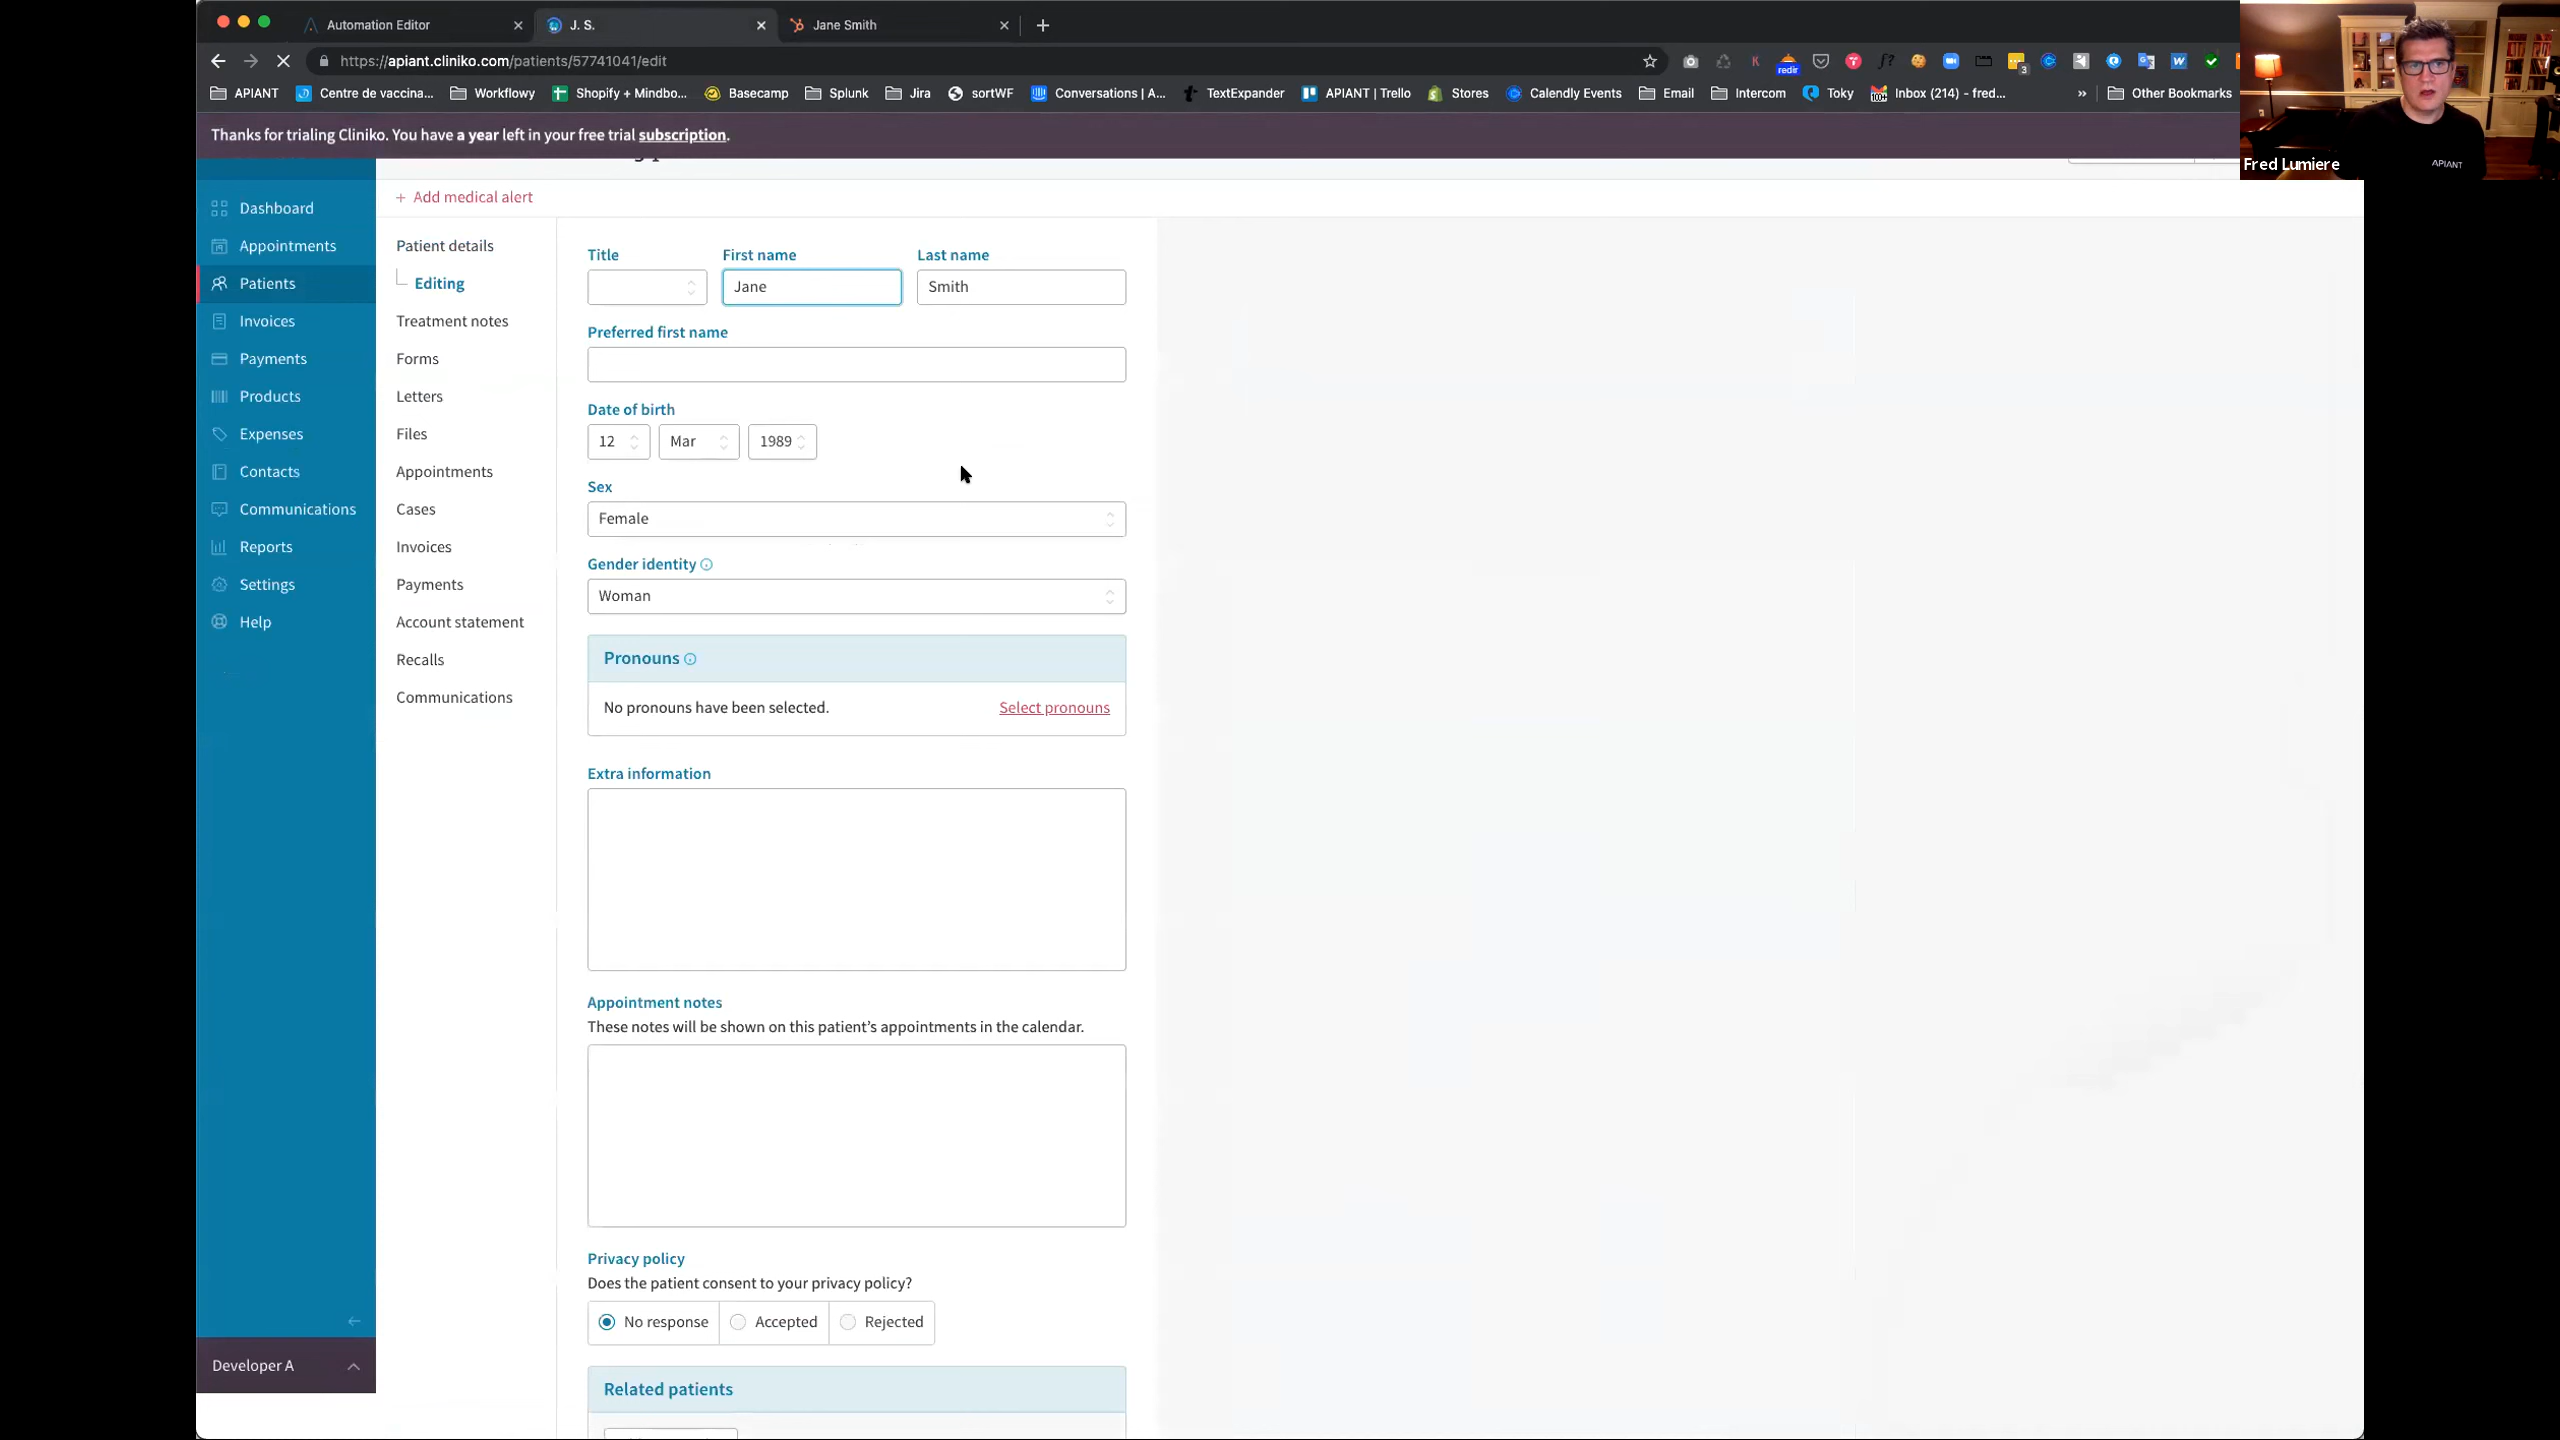 Automation Editor
J. S.
Jane Smith
https://apiant.cliniko.com/patients/57741041/edit
redir
3
APIANT
Centre de vaccina...
Workflowy
Shopify + Mindbo...
Basecamp
Splunk
Jira
sortWF
Conversations | A...
TextExpander
APIANT | Trello
Stores
Calendly Events
Email
Intercom
Toky
Inbox (214) - fred...
»
Other Bookmarks
Fred Lumiere
APIANT
Thanks for trialing Cliniko. You have a year left in your free trial subscription.
+ Add medical alert
Dashboard
Appointments
Patients
Invoices
Payments
Products
Expenses
Contacts
Communications
Reports
Settings
Help
Developer A
Patient details
Editing
Treatment notes
Forms
Letters
Files
Appointments
Cases
Invoices
Payments
Account statement
Recalls
Communications
Title First name Last name
Jane Smith
Preferred first name
Date of birth
12 Mar 1989
Sex
Female
Gender identity
Woman
Pronouns
No pronouns have been selected. Select pronouns
Extra information
Appointment notes
These notes will be shown on this patient's appointments in the calendar.
Privacy policy
Does the patient consent to your privacy policy?
No response Accepted Rejected
Related patients